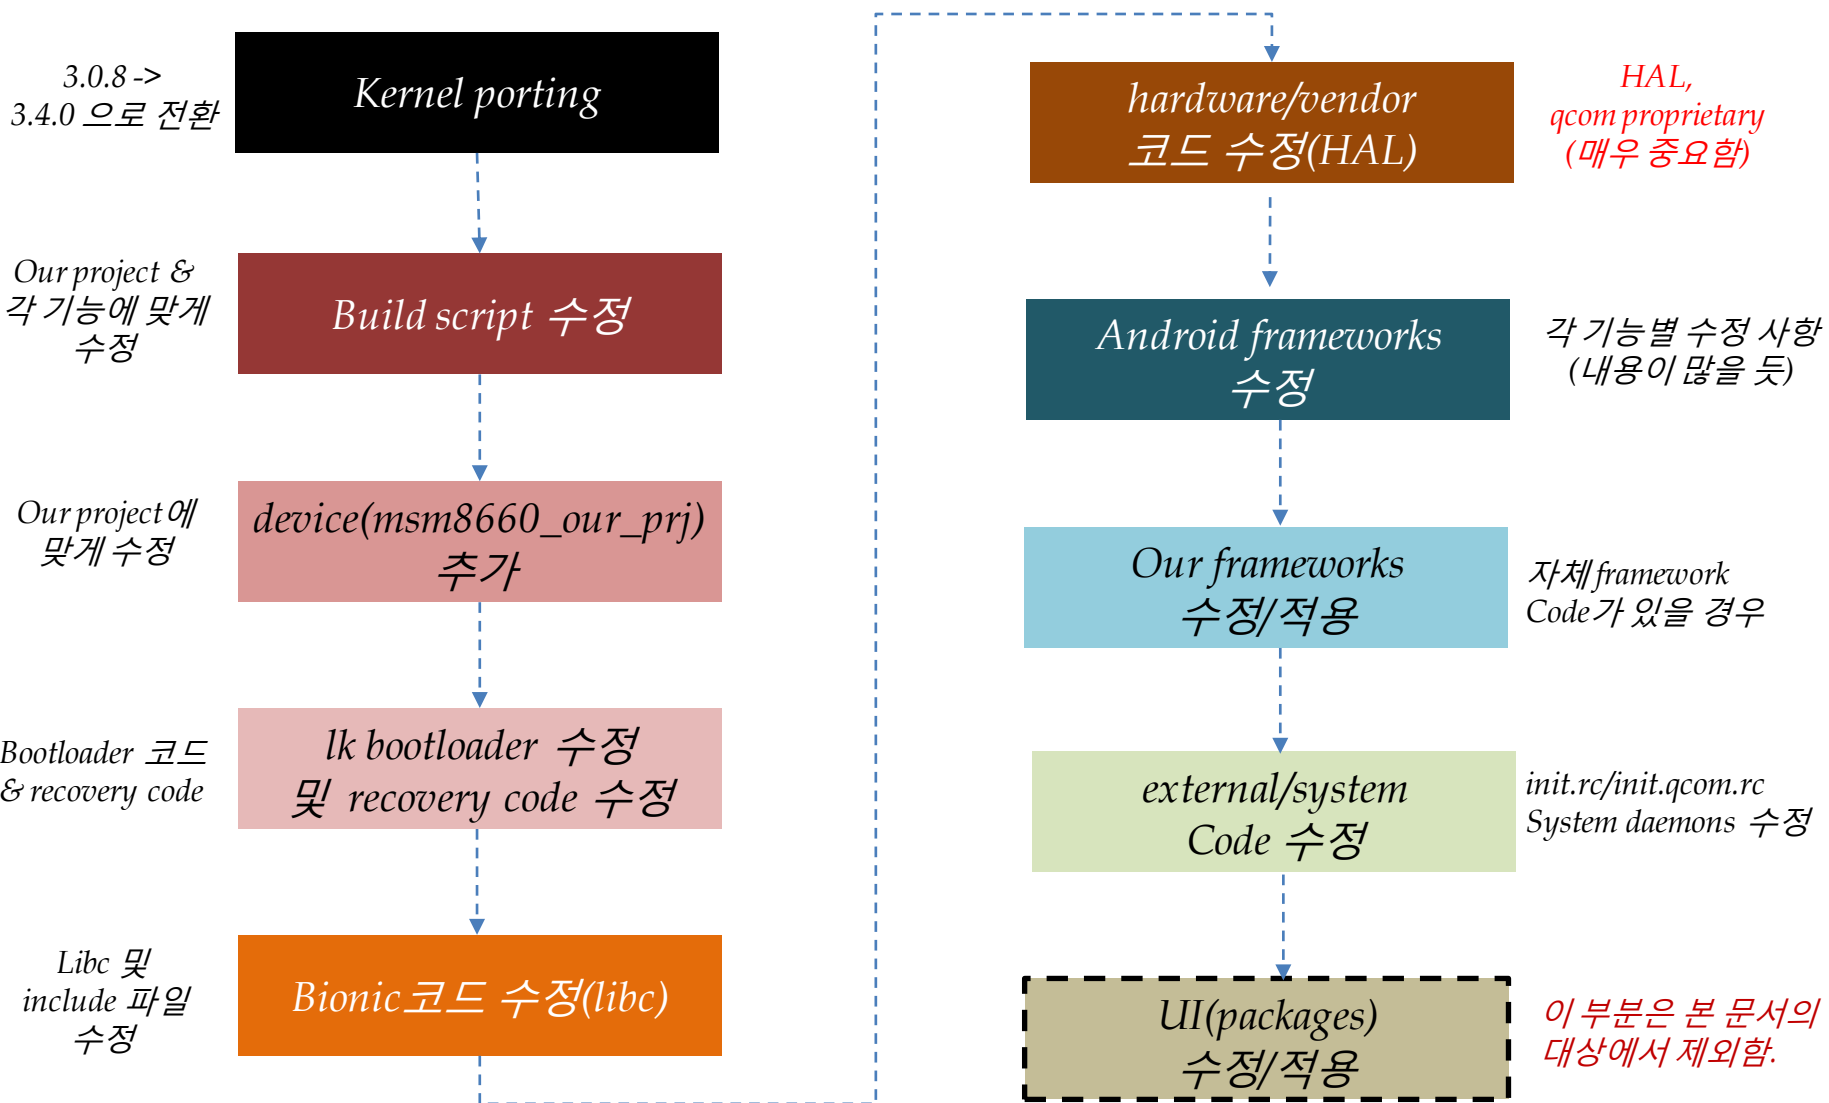 3.0.8 ->
3.4.0 으로 전환
Kernel porting
Our project &
각 기능에 맞게
수정
Build script 수정
Our project에
맞게 수정
device(msm8660_our_prj)
추가
Bootloader 코드
& recovery code
lk bootloader 수정
및 recovery code 수정
Libc 및
include 파일
수정
Bionic코드 수정(libc)
hardware/vendor
코드 수정(HAL)
HAL,
qcom proprietary
(매우 중요함)
Android frameworks
수정
각 기능별 수정 사항
(내용이 많을 듯)
Our frameworks
수정/적용
자체 framework
Code가 있을 경우
external/system
Code 수정
init.rc/init.qcom.rc
System daemons 수정
UI(packages)
수정/적용
이 부분은 본 문서의
대상에서 제외함.